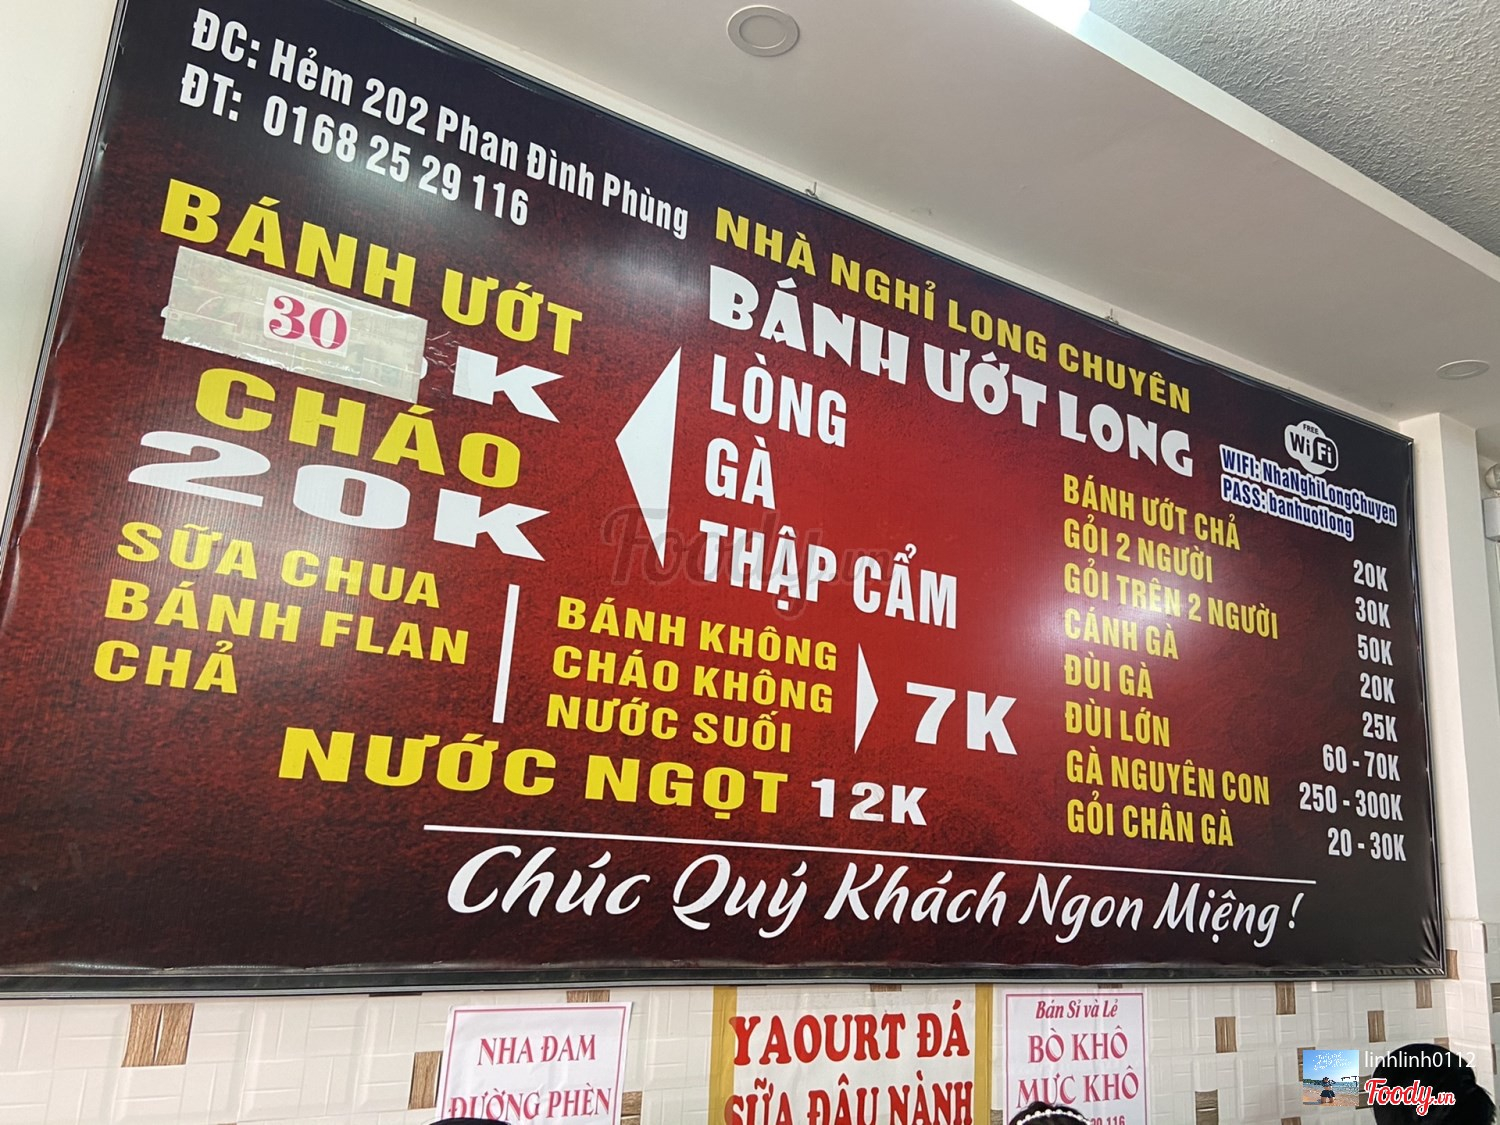 ĐC: Hẻm 202 Phan Đình Phùng
ĐT: 0168 25 29 116
NHÀ NGHỈ LONG CHUYÊN
BÁNH ƯỚT LONG
BÁNH ƯỚT
30
K
CHÁO
20K
LÒNG
GÀ
THẬP CẨM
SỮA CHUA
BÁNH FLAN
CHẢ
BÁNH KHÔNG
CHÁO KHÔNG
NƯỚC SUỐI
7K
NƯỚC NGỌT 12K
FREE
WiFi
WIFI: NhaNghiLongChuyen
PASS: banhuotlong
BÁNH ƯỚT CHẢ 20K
GỎI 2 NGƯỜI 30K
GỎI TRÊN 2 NGƯỜI 50K
CÁNH GÀ 20K
ĐÙI GÀ 25K
ĐÙI LỚN 60 - 70K
GÀ NGUYÊN CON 250 - 300K
GỎI CHÂN GÀ 20 - 30K
Chúc Quý Khách Ngon Miệng!
Foody.vn
NHA ĐAM
ĐƯỜNG PHÈN
YAOURT ĐÁ
SỮA ĐẬU NÀNH
Bán Sỉ và Lẻ
BÒ KHÔ
MỰC KHÔ
116
linhlinh0112
Foody.vn